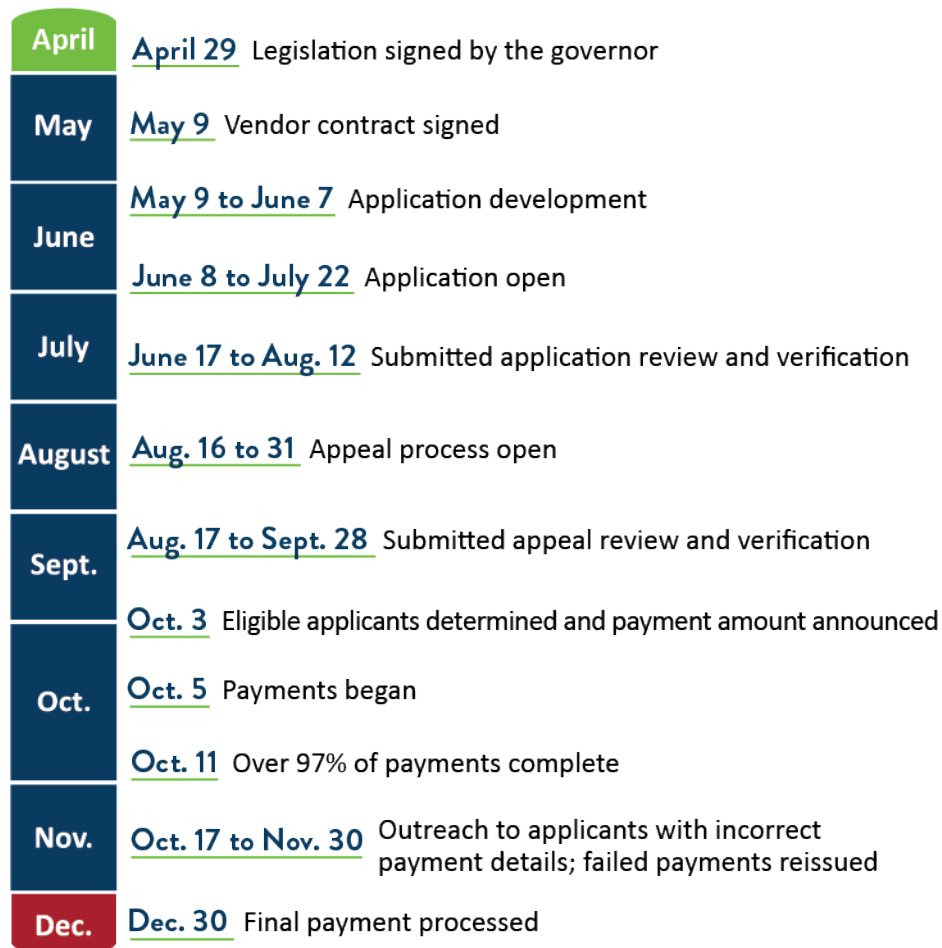 April
April 29 Legislation signed by the governor
May
May 9 Vendor contract signed
May 9 to June 7 Application development
June
June 8 to July 22 Application open
July
June 17 to Aug. 12 Submitted application review and verification
August
Aug. 16 to 31 Appeal process open
Aug. 17 to Sept. 28 Submitted appeal review and verification
Sept.
Oct. 3 Eligible applicants determined and payment amount announced
Oct.
Oct. 5 Payments began
Oct. 11 Over 97% of payments complete
Nov.
Oct. 17 to Nov. 30 Outreach to applicants with incorrect
payment details; failed payments reissued
Dec.
Dec. 30 Final payment processed